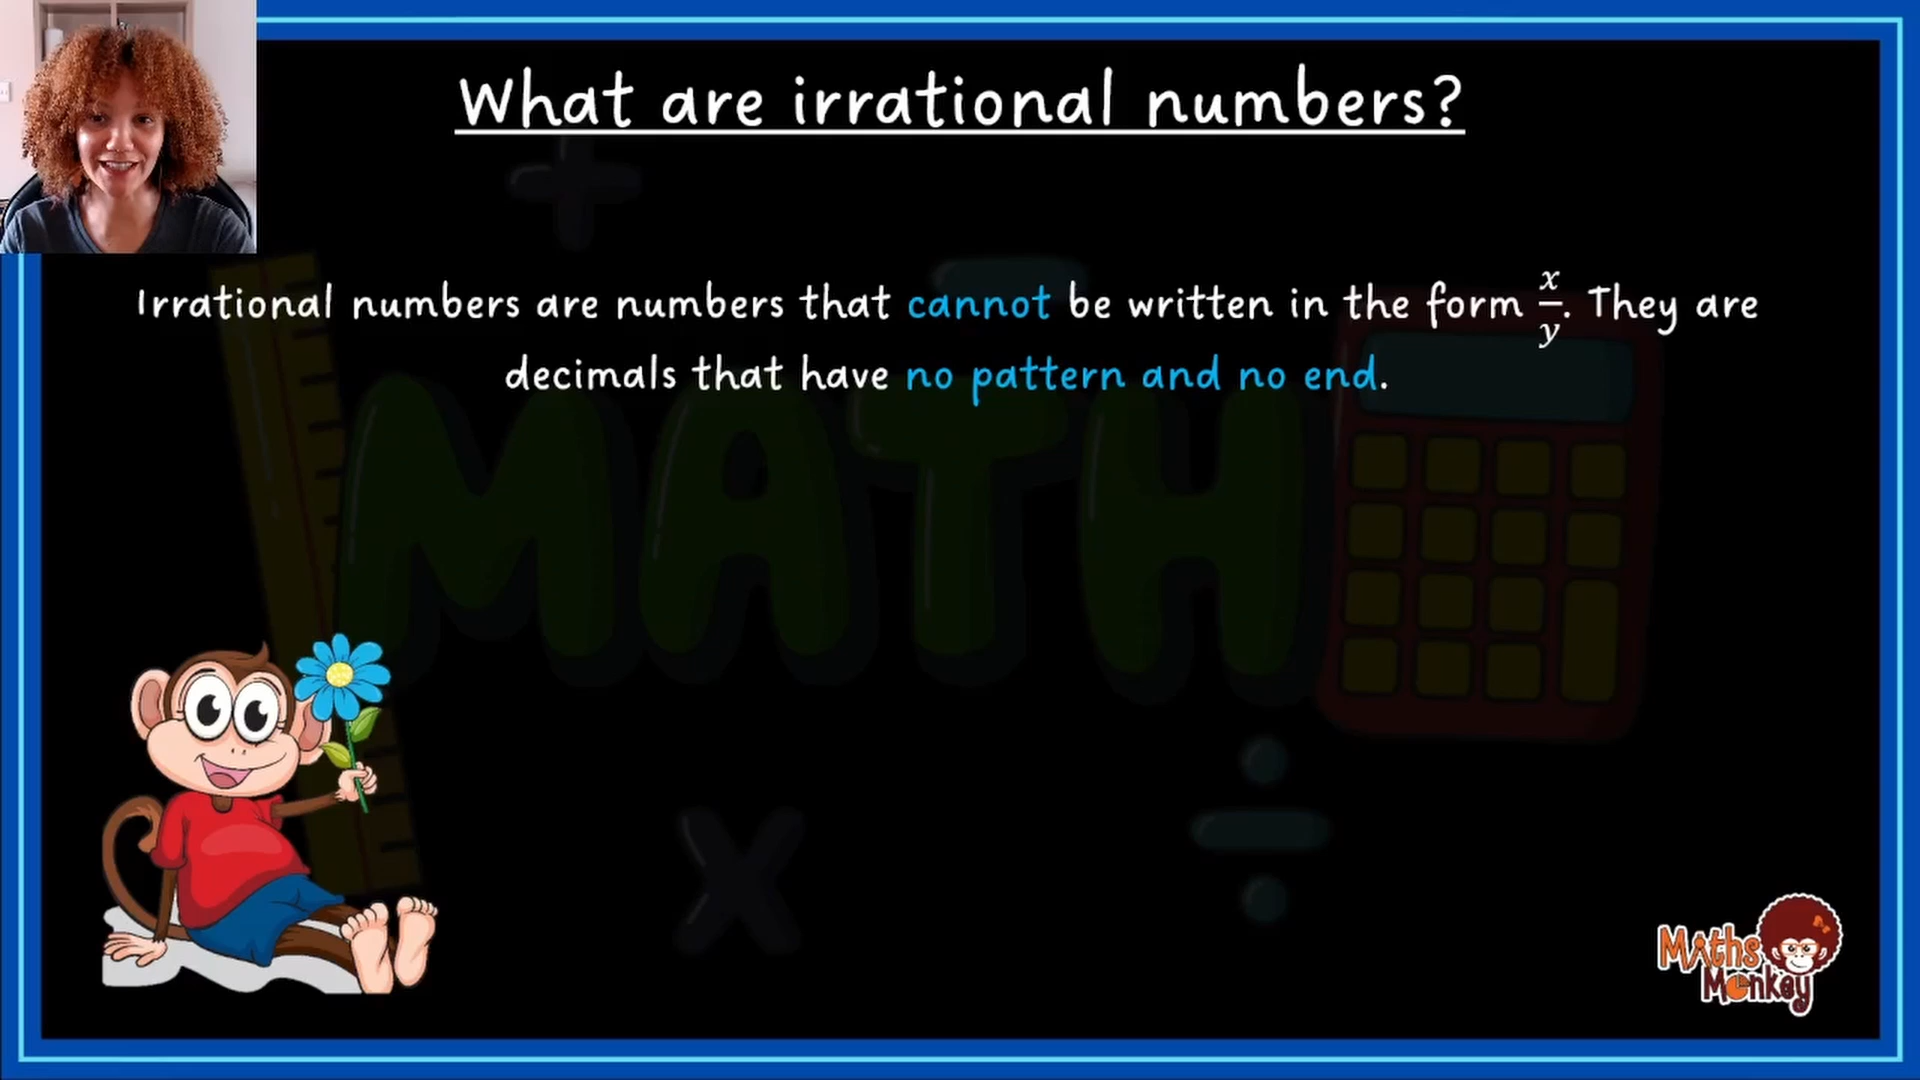 What are irrational numbers?
Irrational numbers are numbers that cannot be written in the form x/y. They are
decimals that have no pattern and no end.
MATH
Maths
Monkey